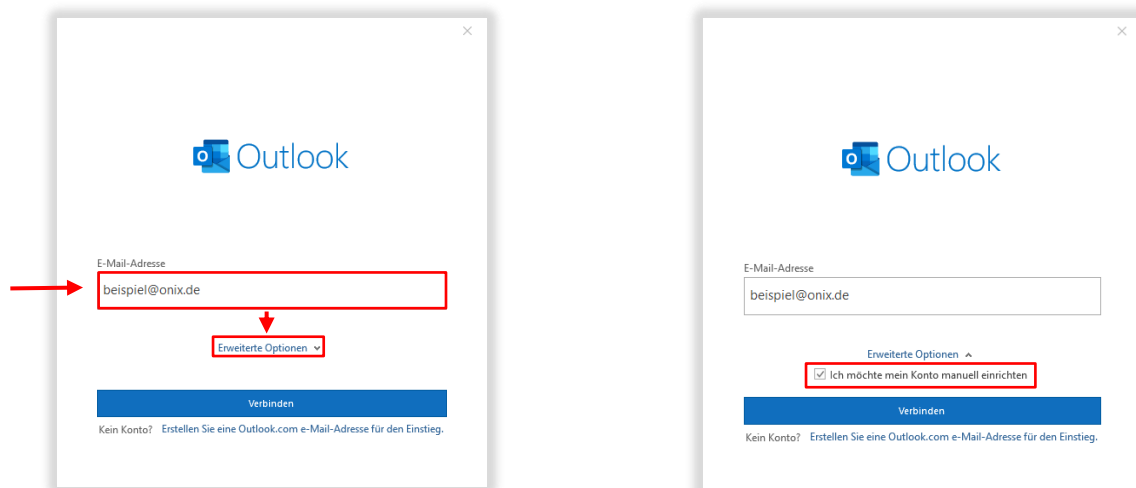 Outlook
E-Mail-Adresse
beispiel@onix.de
Erweiterte Optionen
Verbinden
Kein Konto? Erstellen Sie eine Outlook.com e-Mail-Adresse für den Einstieg.
Outlook
E-Mail-Adresse
beispiel@onix.de
Erweiterte Optionen
Ich möchte mein Konto manuell einrichten
Verbinden
Kein Konto? Erstellen Sie eine Outlook.com e-Mail-Adresse für den Einstieg.